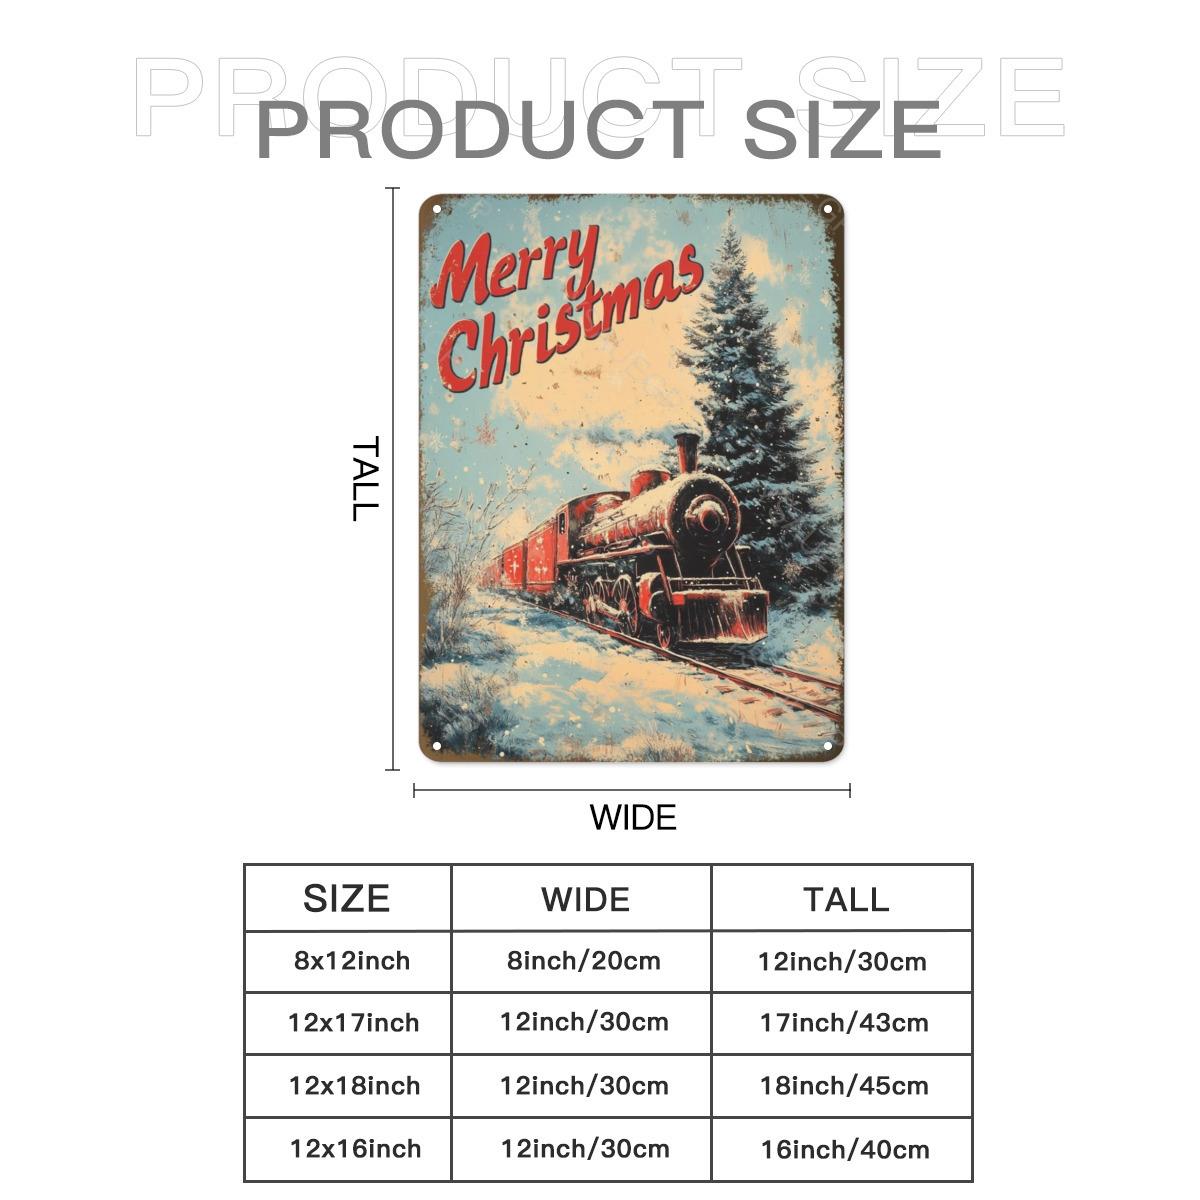 PRODUCT SIZE
PRODUCT SIZE
Merry
Christmas
TALL
WIDE
SIZE WIDE TALL
8x12inch 8inch/20cm 12inch/30cm
12x17inch 12inch/30cm 17inch/43cm
12x18inch 12inch/30cm 18inch/45cm
12x16inch 12inch/30cm 16inch/40cm